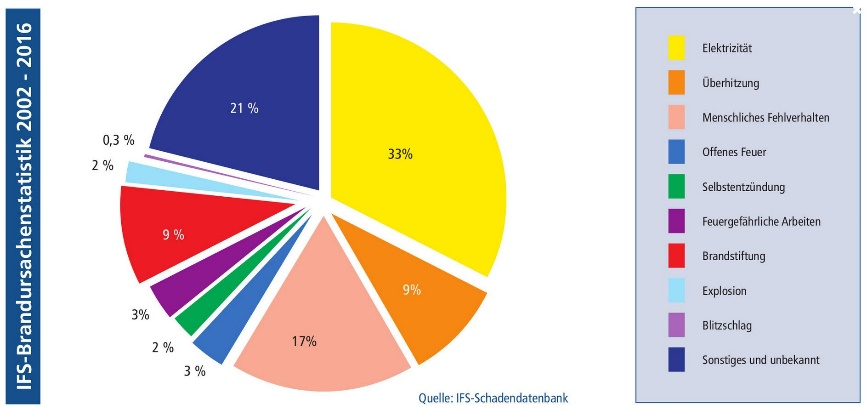 IFS-Brandursachenstatistik 2002 - 2016
21 %
33%
0,3 %
2 %
9 %
9%
3%
2 %
3 %
17%
Quelle: IFS-Schadendatenbank
Elektrizität
Überhitzung
Menschliches Fehlverhalten
Offenes Feuer
Selbstentzündung
Feuergefährliche Arbeiten
Brandstiftung
Explosion
Blitzschlag
Sonstiges und unbekannt